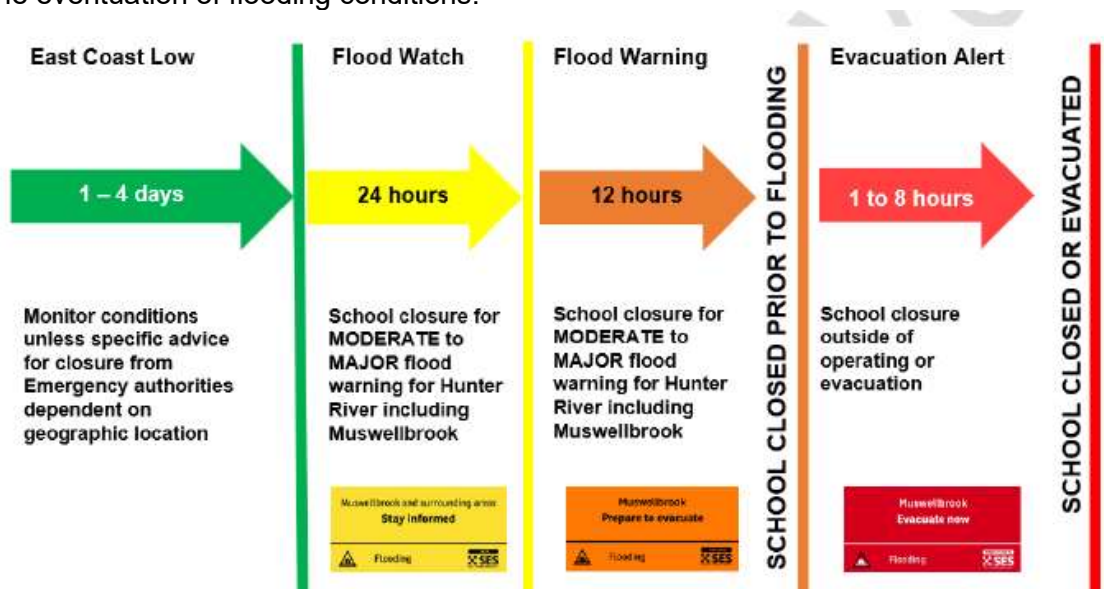 ne eventuation of flooding conditions.
East Coast Low
Flood Watch
Flood Warning
Evacuation Alert
1 – 4 days
24 hours
12 hours
1 to 8 hours
Monitor conditions
unless specific advice
for closure from
Emergency authorities
dependent on
geographic location
School closure for
MODERATE to
MAJOR flood
warning for Hunter
River including
Muswellbrook
School closure for
MODERATE to
MAJOR flood
warning for Hunter
River including
Muswellbrook
SCHOOL CLOSED PRIOR TO FLOODING
School closure
outside of
operating or
evacuation
SCHOOL CLOSED OR EVACUATED
Muswellbrook and surrounding areas
Stay informed
Flooding
SES
Muswellbrook
Prepare to evacuate
Flooding
SES
Muswellbrook
Evacuate now
Flooding
SES